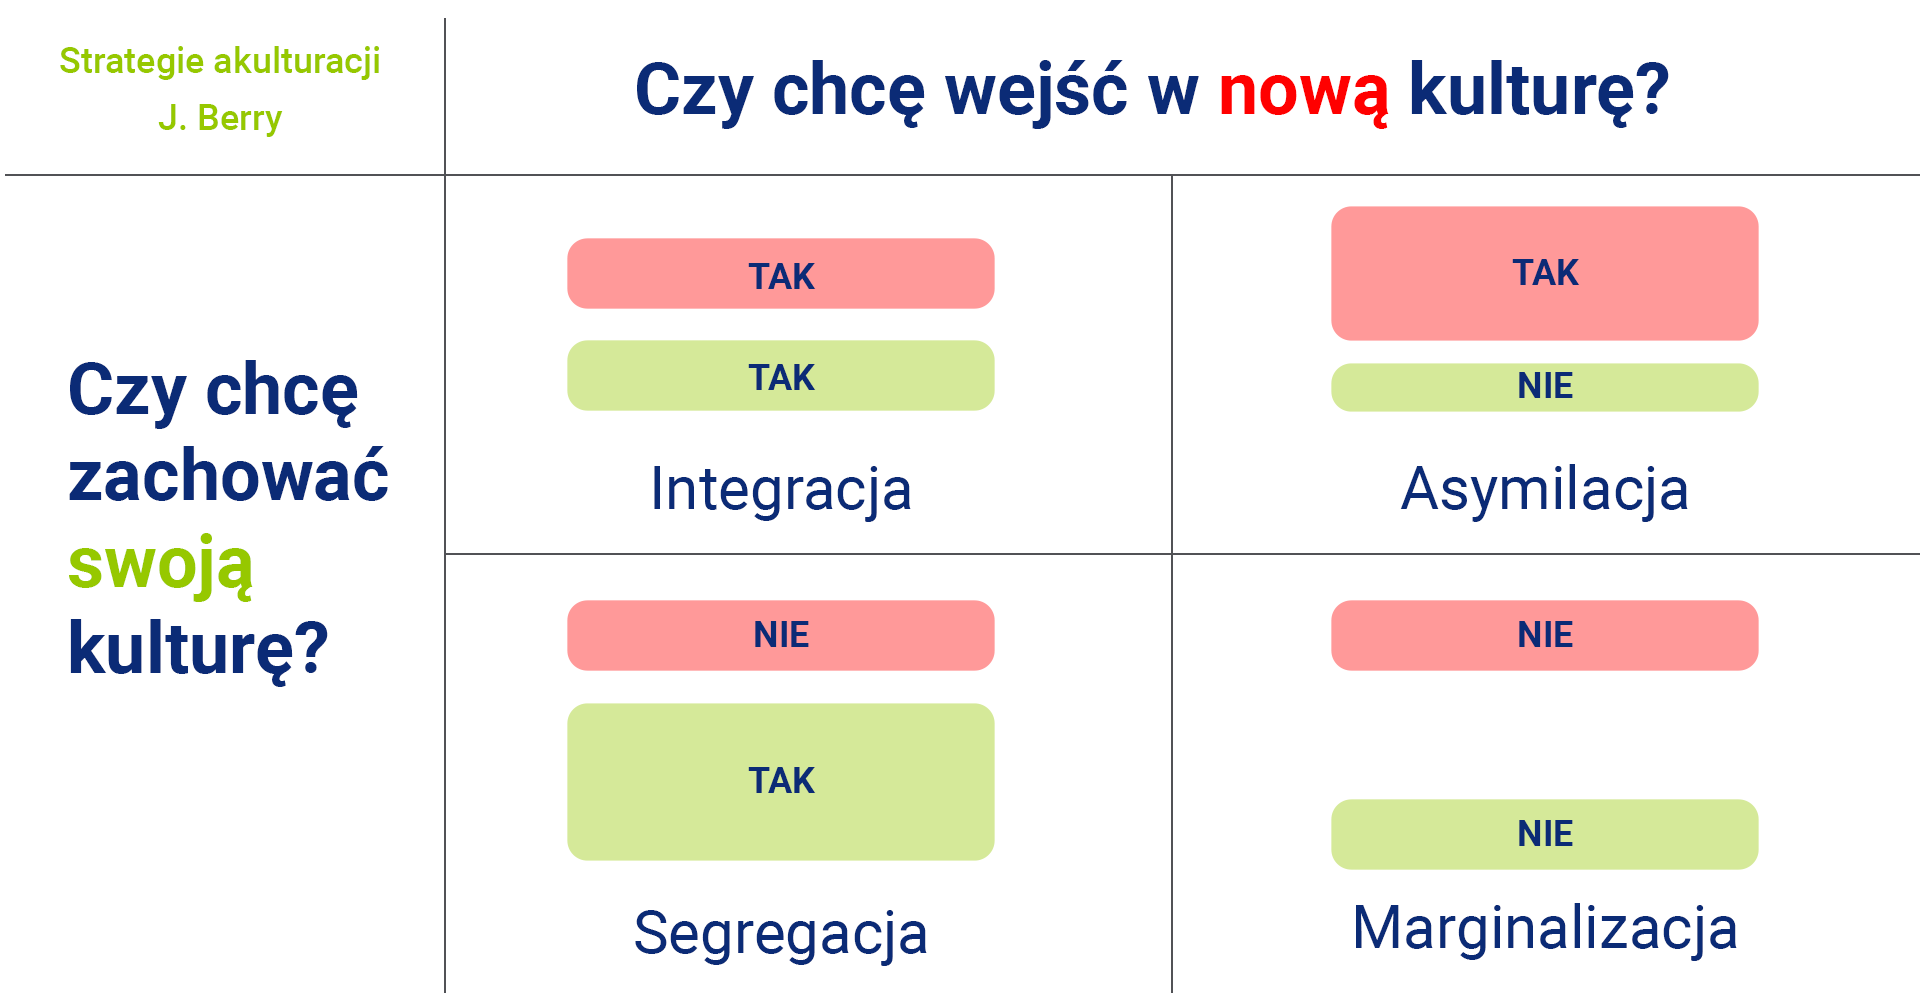 Strategie akulturacji
J. Berry
Czy chcę wejść w nową kulturę?
Czy chcę
zachować
swoją
kulturę?
TAK
TAK
Integracja
TAK
NIE
Asymilacja
NIE
TAK
Segregacja
NIE
NIE
Marginalizacja